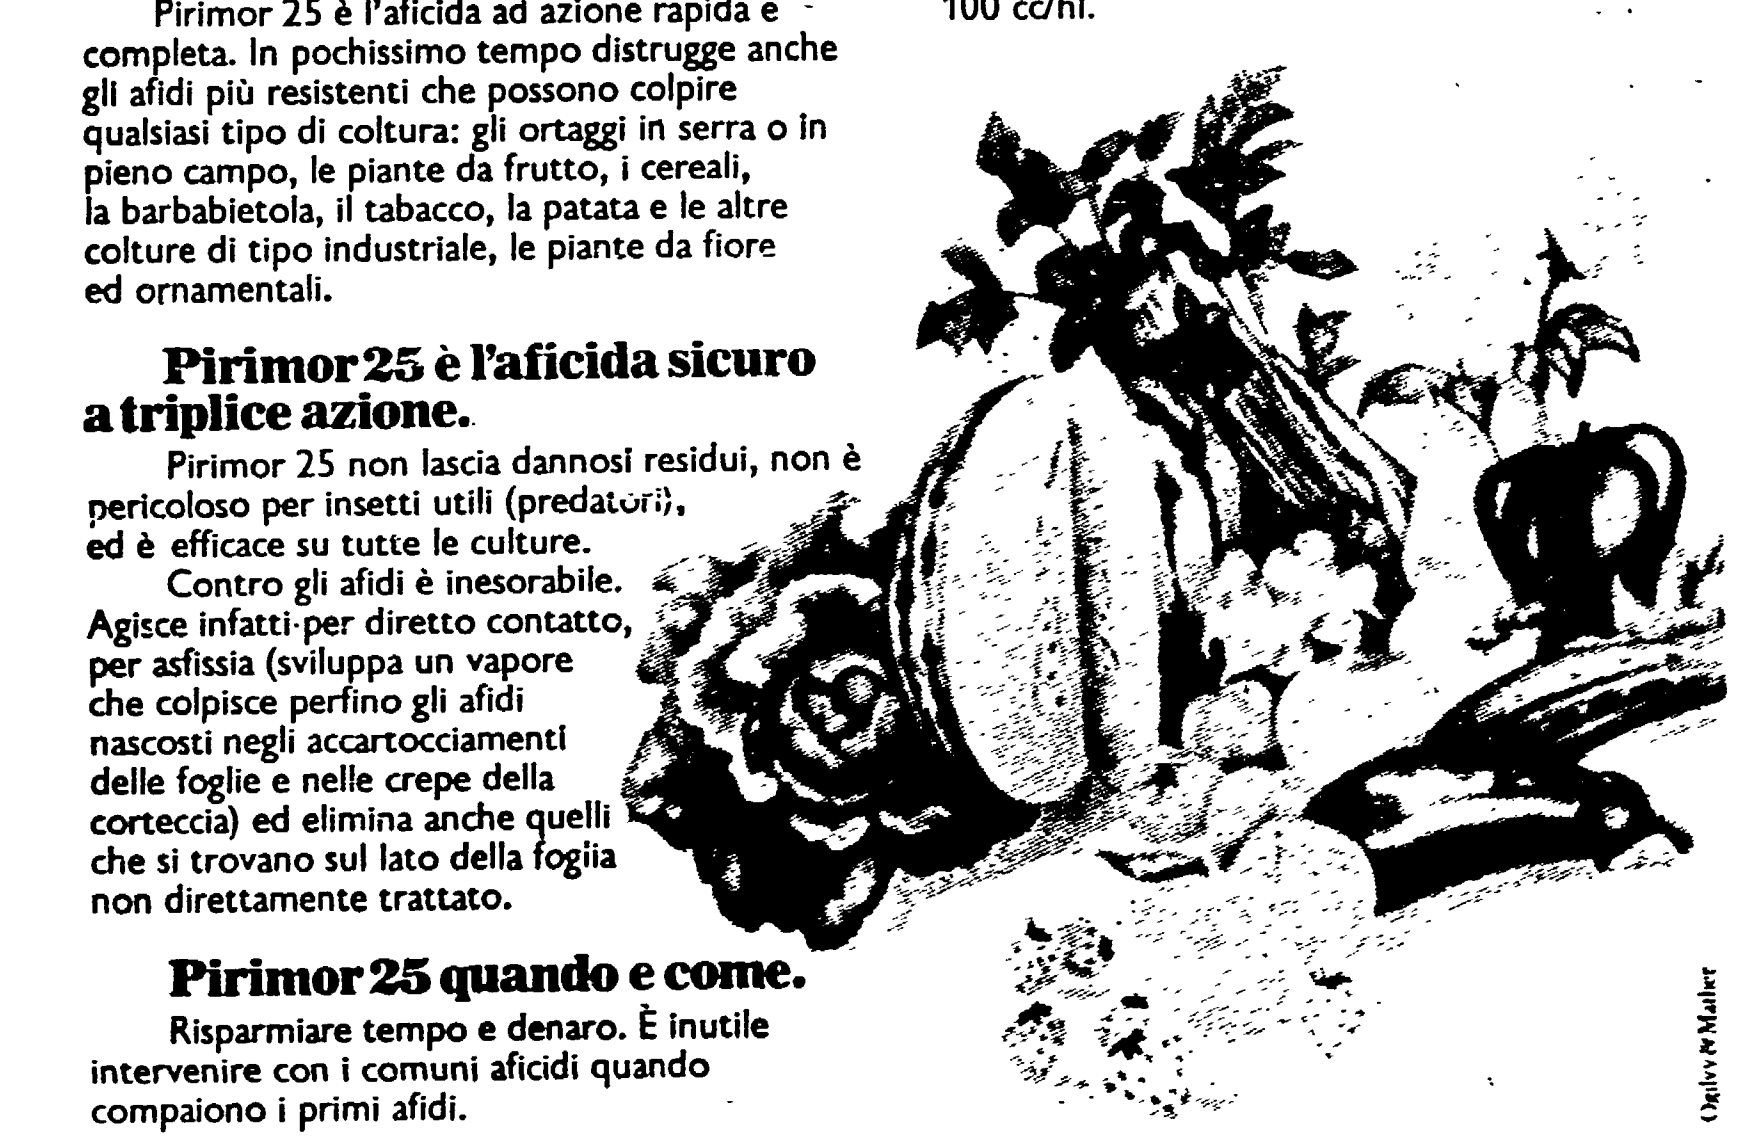 Pirimor 25 è l'aficida ad azione rapida e
completa. In pochissimo tempo distrugge anche
gli afidi più resistenti che possono colpire
qualsiasi tipo di coltura: gli ortaggi in serra o in
pieno campo, le piante da frutto, i cereali,
la barbabietola, il tabacco, la patata e le altre
colture di tipo industriale, le piante da fiore
ed ornamentali.
Pirimor 25 è l'aficida sicuro
a triplice azione.
Pirimor 25 non lascia dannosi residui, non è
pericoloso per insetti utili (predatori),
ed è efficace su tutte le culture.
Contro gli afidi è inesorabile.
Agisce infatti per diretto contatto,
per asfissia (sviluppa un vapore
che colpisce perfino gli afidi
nascosti negli accartocciamenti
delle foglie e nelle crepe della
corteccia) ed elimina anche quelli
che si trovano sul lato della foglia
non direttamente trattato.
Pirimor 25 quando e come.
Risparmiare tempo e denaro. È inutile
intervenire con i comuni aficidi quando
compaiono i primi afidi.
100 cc/hl.
Ogilvy & Mather